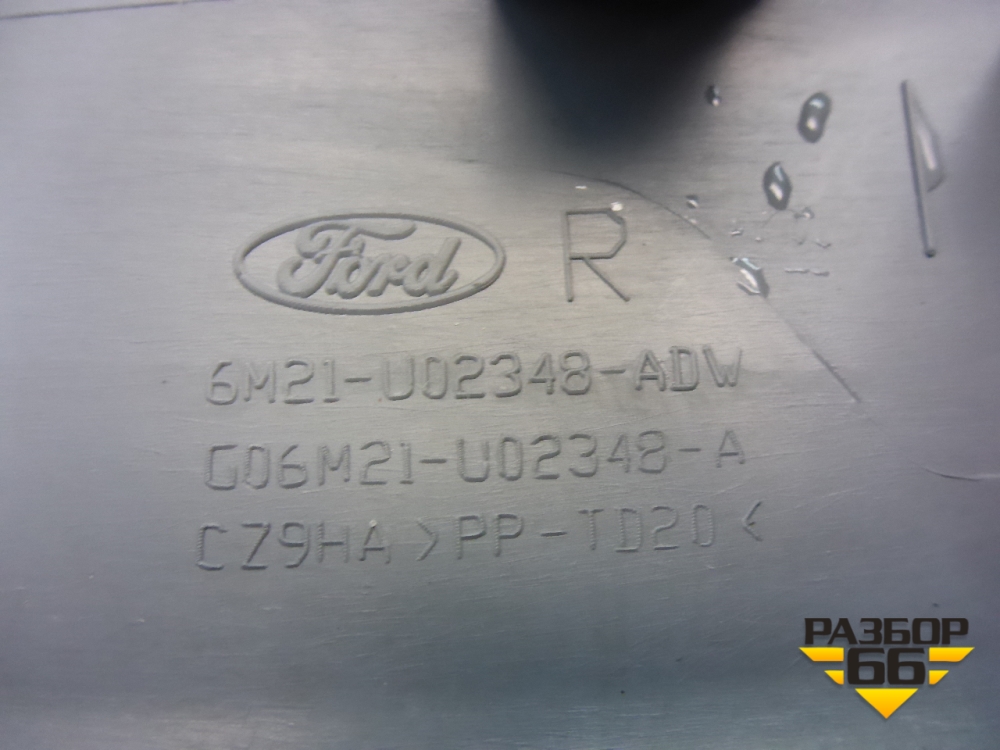 Ford R
6M21-U02348-ADW
G06M21-U02348-A
CZ9HA >PP-TD20<
РАЗБОР
66